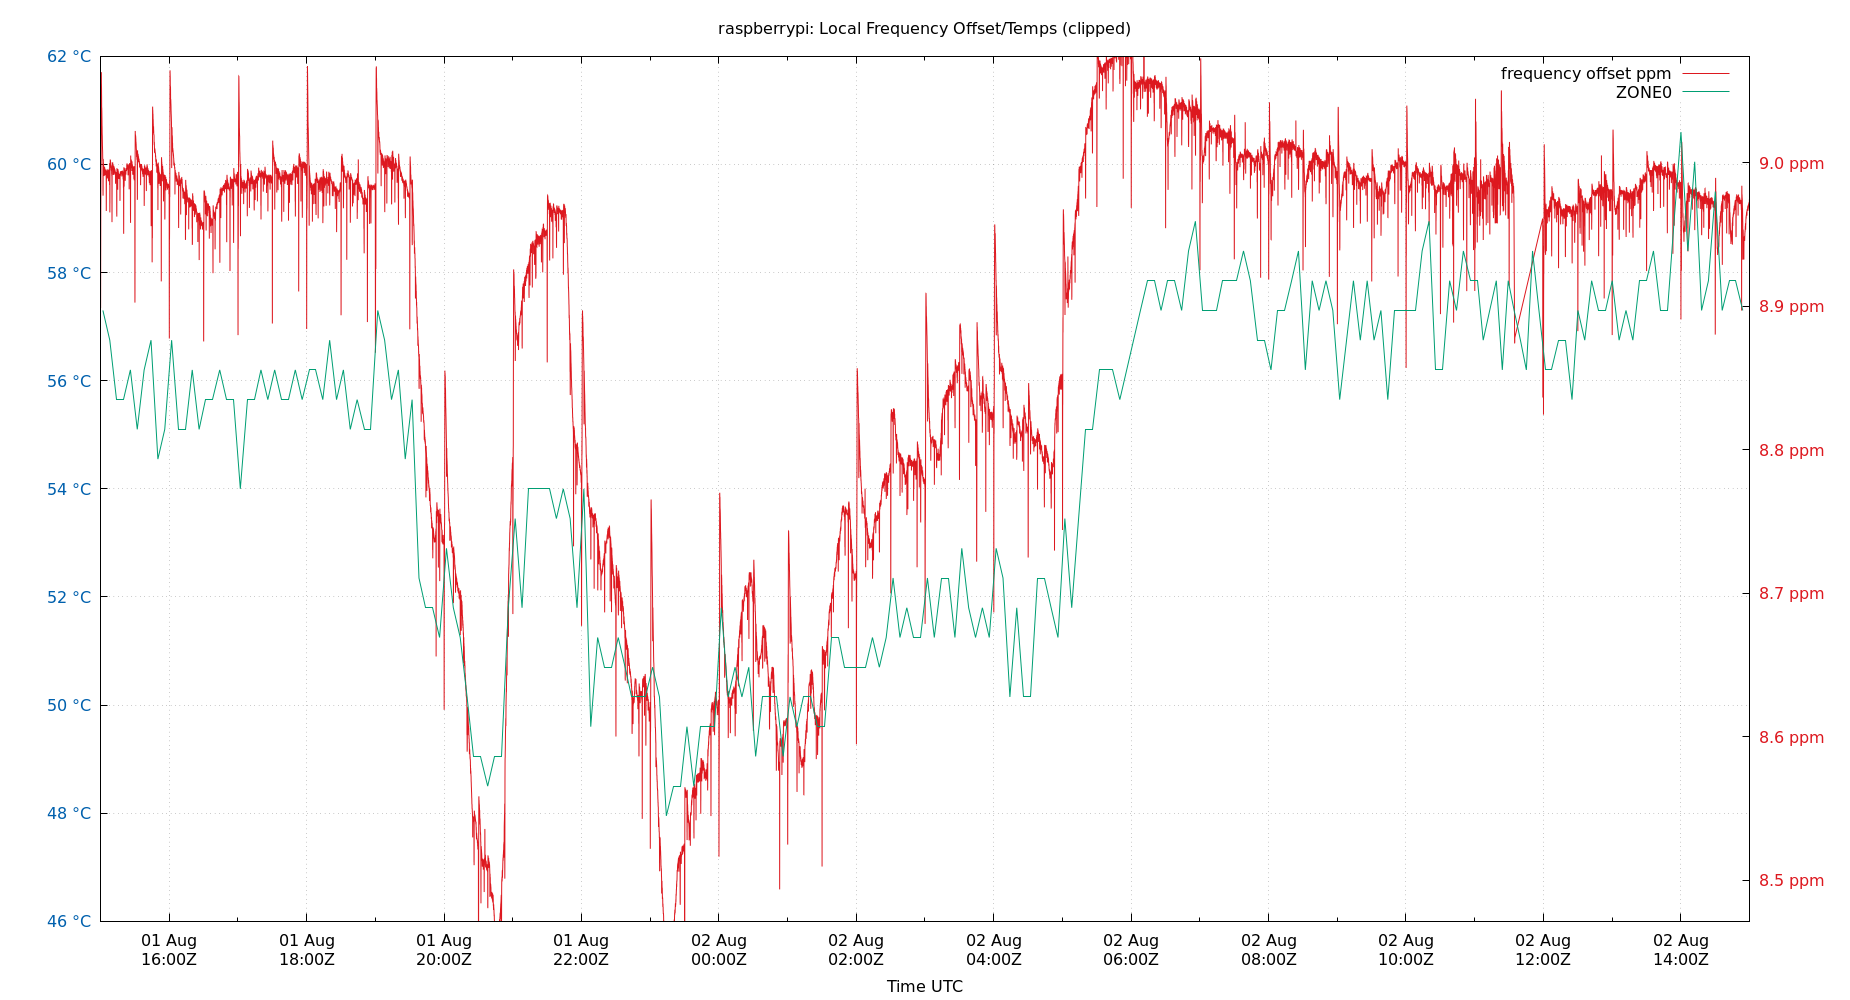 raspberrypi: Local Frequency Offset/Temps (clipped)
frequency offset ppm
ZONE0
62 °C
60 °C
58 °C
56 °C
54 °C
52 °C
50 °C
48 °C
46 °C
9.0 ppm
8.9 ppm
8.8 ppm
8.7 ppm
8.6 ppm
8.5 ppm
01 Aug
16:00Z
01 Aug
18:00Z
01 Aug
20:00Z
01 Aug
22:00Z
02 Aug
00:00Z
02 Aug
02:00Z
02 Aug
04:00Z
02 Aug
06:00Z
02 Aug
08:00Z
02 Aug
10:00Z
02 Aug
12:00Z
02 Aug
14:00Z
Time UTC